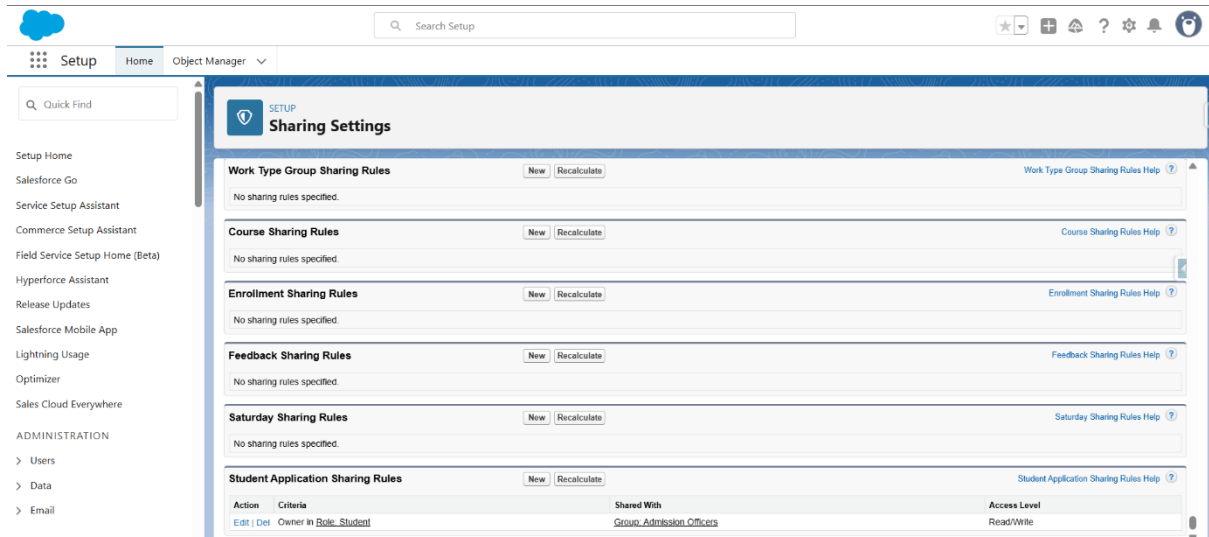 Search Setup
Setup Home Object Manager
Quick Find
SETUP
Sharing Settings
Setup Home
Salesforce Go
Service Setup Assistant
Commerce Setup Assistant
Field Service Setup Home (Beta)
Hyperforce Assistant
Release Updates
Salesforce Mobile App
Lightning Usage
Optimizer
Sales Cloud Everywhere
ADMINISTRATION
Users
Data
Email
Work Type Group Sharing Rules New Recalculate Work Type Group Sharing Rules Help ?
No sharing rules specified.
Course Sharing Rules New Recalculate Course Sharing Rules Help ?
No sharing rules specified.
Enrollment Sharing Rules New Recalculate Enrollment Sharing Rules Help ?
No sharing rules specified.
Feedback Sharing Rules New Recalculate Feedback Sharing Rules Help ?
No sharing rules specified.
Saturday Sharing Rules New Recalculate Saturday Sharing Rules Help ?
No sharing rules specified.
Student Application Sharing Rules New Recalculate Student Application Sharing Rules Help ?
Action Criteria Shared With Access Level
Edit | Del Owner in Role: Student Group: Admission Officers Read/Write